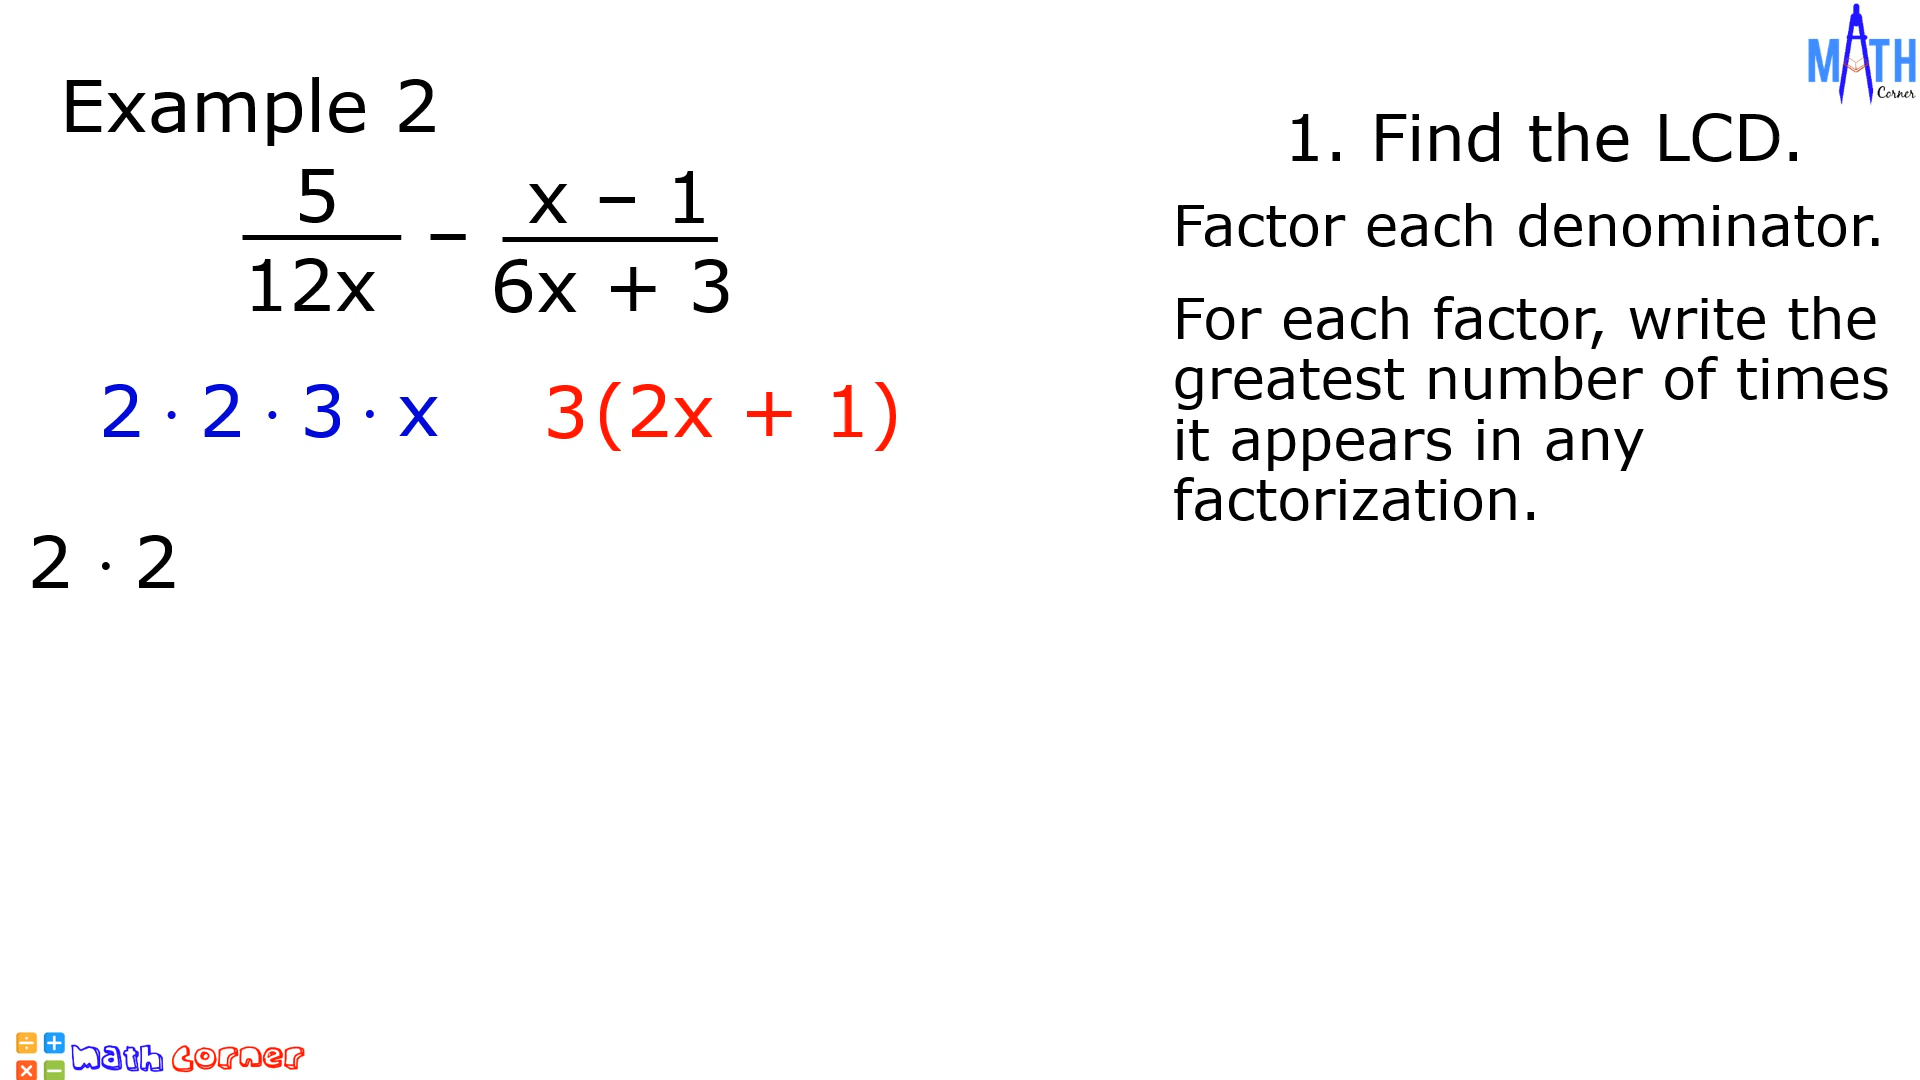 MATH
Corner
Example 2
1. Find the LCD.
5 / 12x – x – 1 / 6x + 3
Factor each denominator.
For each factor, write the
greatest number of times
it appears in any
factorization.
2 · 2 · 3 · x 3(2x + 1)
2 · 2
÷ +
× −
math corner